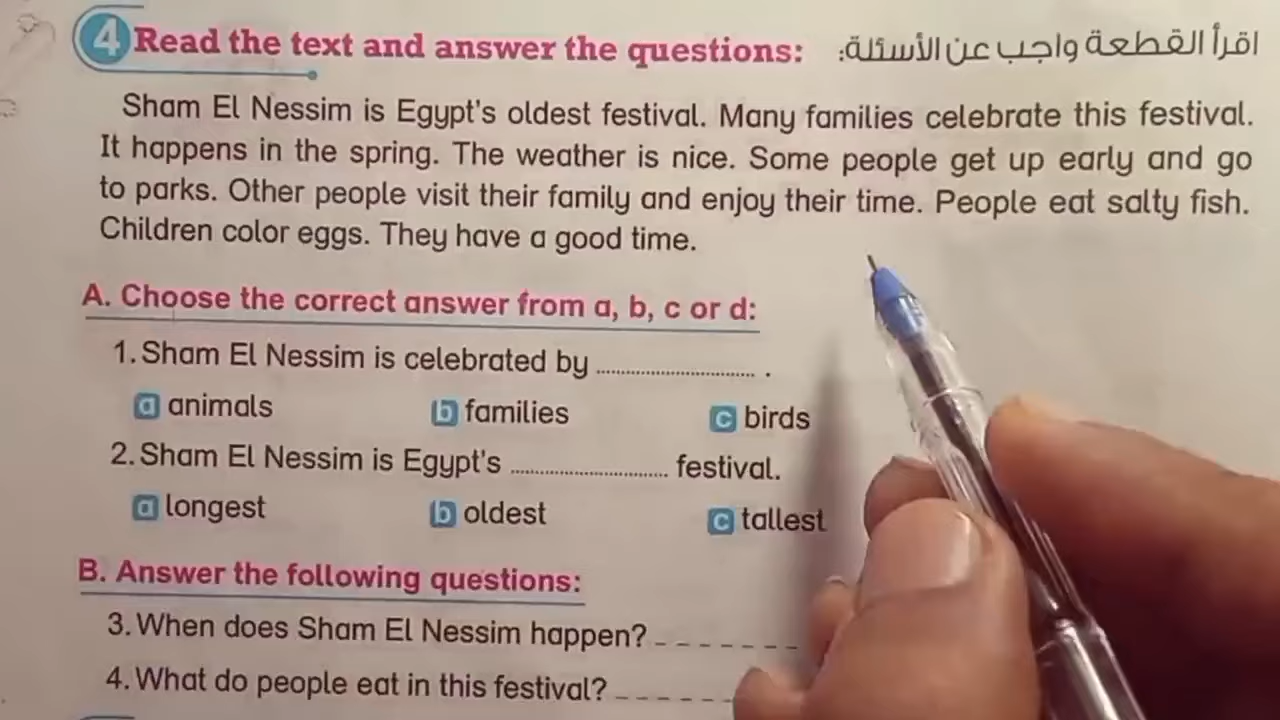 4 Read the text and answer the questions: اقرأ القطعة واجب عن الأسئلة:
Sham El Nessim is Egypt's oldest festival. Many families celebrate this festival.
It happens in the spring. The weather is nice. Some people get up early and go
to parks. Other people visit their family and enjoy their time. People eat salty fish.
Children color eggs. They have a good time.
A. Choose the correct answer from a, b, c or d:
1. Sham El Nessim is celebrated by .............................. .
a animals b families c birds
2. Sham El Nessim is Egypt's .............................. festival.
a longest b oldest c tallest
B. Answer the following questions:
3. When does Sham El Nessim happen? _ _ _ _ _ _ _
4. What do people eat in this festival? _ _ _ _ _ _